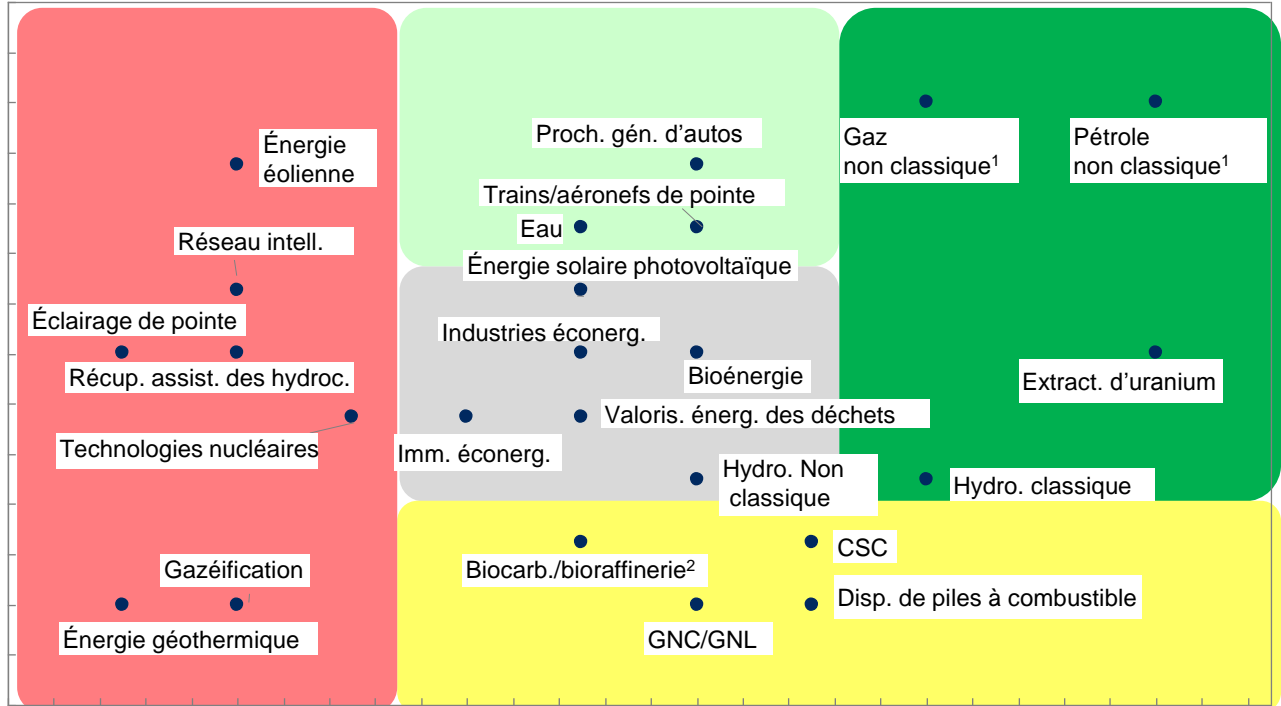 Énergie
éolienne
Proch. gén. d'autos
Gaz
non classique¹
Pétrole
non classique¹
Trains/aéronefs de pointe
Eau
Réseau intell.
Énergie solaire photovoltaïque
Éclairage de pointe
Industries éconerg.
Récup. assist. des hydroc.
Bioénergie
Extract. d'uranium
Valoris. énerg. des déchets
Technologies nucléaires
Imm. éconerg.
Hydro. Non
classique
Hydro. classique
CSC
Gazéification
Biocarb./bioraffinerie²
Disp. de piles à combustible
Énergie géothermique
GNC/GNL